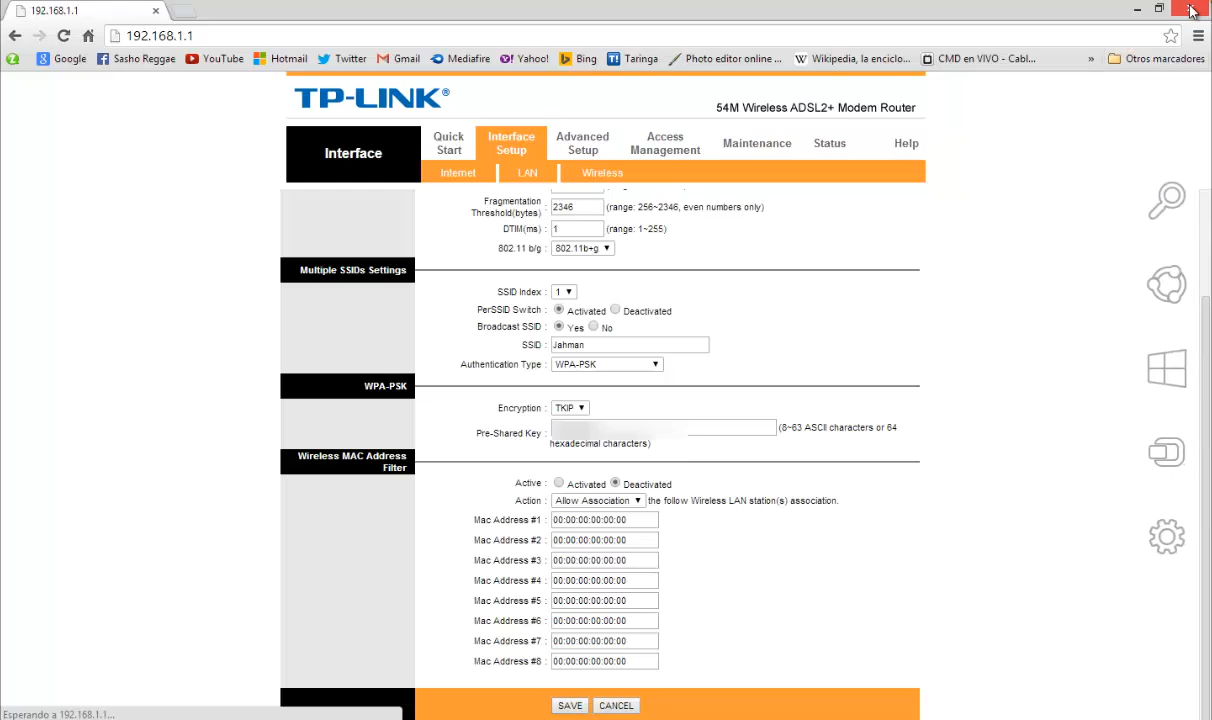 192.168.1.1
192.168.1.1
Google Sasho Reggae YouTube Hotmail Twitter Gmail Mediafire Yahoo! Bing Taringa Photo editor online ... Wikipedia, la enciclo... CMD en VIVO - Cabl... » Otros marcadores
TP-LINK®
54M Wireless ADSL2+ Modem Router
Interface
Quick Start
Interface Setup
Advanced Setup
Access Management
Maintenance
Status
Help
Internet LAN Wireless
Fragmentation Threshold(bytes) : 2346 (range: 256~2346, even numbers only)
DTIM(ms) : 1 (range: 1~255)
802.11 b/g : 802.11b+g
Multiple SSIDs Settings
SSID Index : 1
PerSSID Switch : Activated Deactivated
Broadcast SSID : Yes No
SSID : Jahman
Authentication Type : WPA-PSK
WPA-PSK
Encryption : TKIP
Pre-Shared Key : (8~63 ASCII characters or 64
hexadecimal characters)
Wireless MAC Address
Filter
Active : Activated Deactivated
Action : Allow Association the follow Wireless LAN station(s) association.
Mac Address #1 : 00:00:00:00:00:00
Mac Address #2 : 00:00:00:00:00:00
Mac Address #3 : 00:00:00:00:00:00
Mac Address #4 : 00:00:00:00:00:00
Mac Address #5 : 00:00:00:00:00:00
Mac Address #6 : 00:00:00:00:00:00
Mac Address #7 : 00:00:00:00:00:00
Mac Address #8 : 00:00:00:00:00:00
SAVE CANCEL
Esperando a 192.168.1.1...